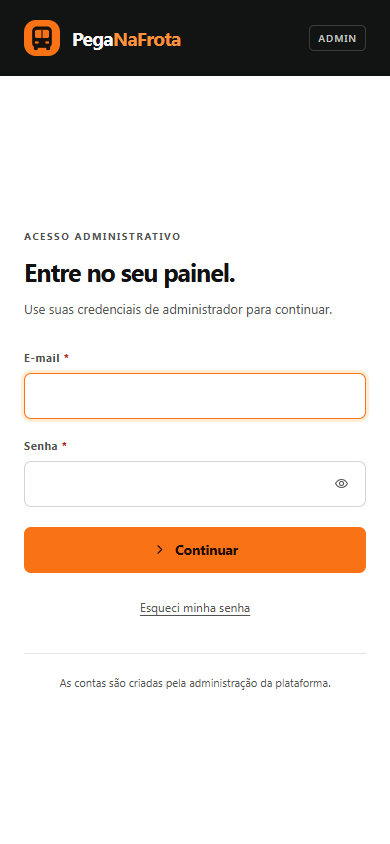 PegaNaFrota
ADMIN
ACESSO ADMINISTRATIVO
Entre no seu painel.
Use suas credenciais de administrador para continuar.
E-mail *
Senha *
Continuar
Esqueci minha senha
As contas são criadas pela administração da plataforma.